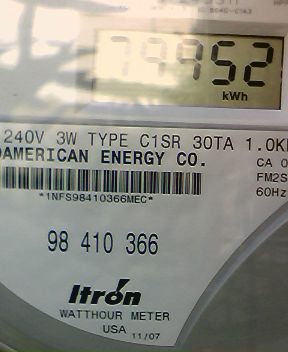 79952
kWh
240V 3W TYPE C1SR 30TA 1.0K
AMERICAN ENERGY CO.
CA 0
FM2S
60Hz
*1NFS98410366MEC*
98 410 366
Itron
WATTHOUR METER
USA 11/07